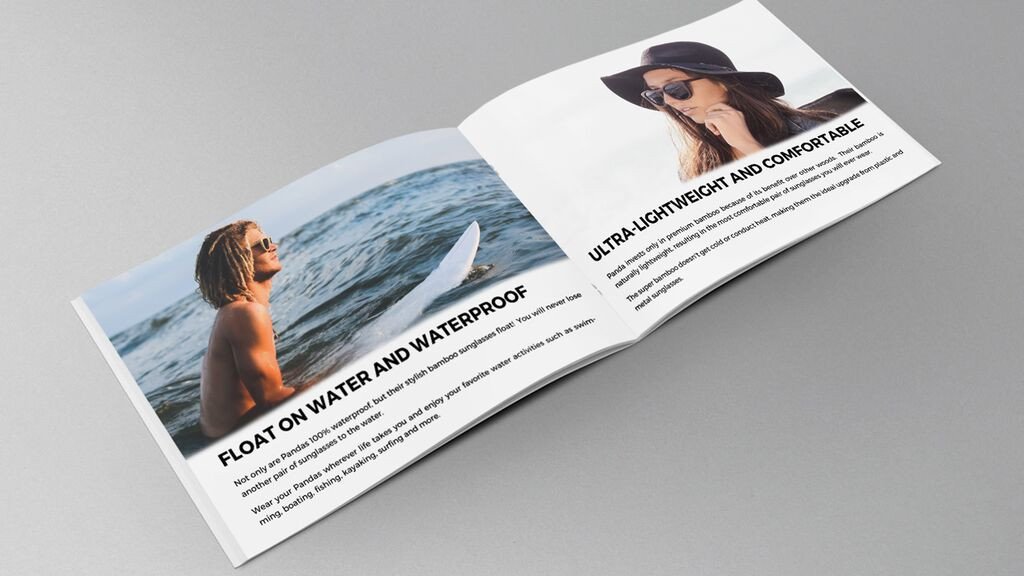 FLOAT ON WATER AND WATERPROOF
Not only are Pandas 100% waterproof, but their stylish bamboo sunglasses float! You will never lose
another pair of sunglasses to the water.
Wear your Pandas wherever life takes you and enjoy your favorite water activities such as swim-
ming, boating, fishing, kayaking, surfing and more.
ULTRA-LIGHTWEIGHT AND COMFORTABLE
Panda invests only in premium bamboo because of its benefit over other woods. Their bamboo is
naturally lightweight, resulting in the most comfortable pair of sunglasses you will ever wear.
The super bamboo doesn't get cold or conduct heat, making them the ideal upgrade from plastic and
metal sunglasses.